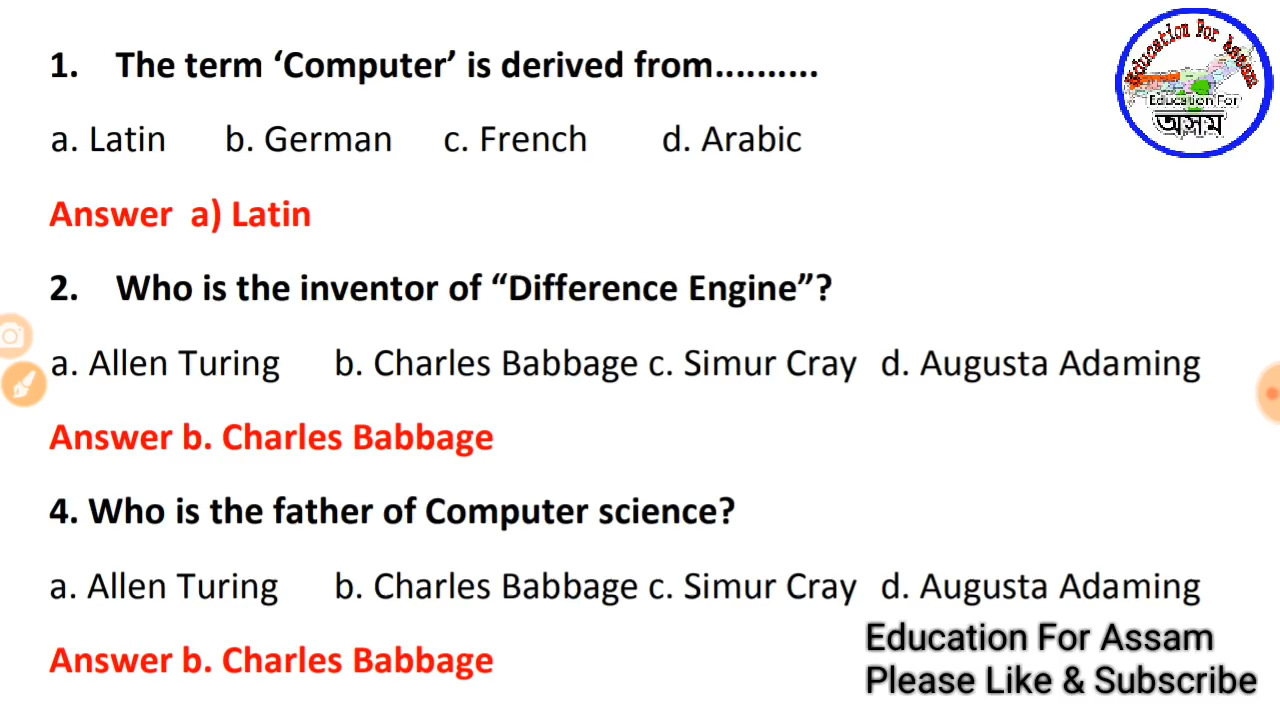 1. The term ‘Computer’ is derived from..........
a. Latin b. German c. French d. Arabic
Answer a) Latin
2. Who is the inventor of “Difference Engine”?
a. Allen Turing b. Charles Babbage c. Simur Cray d. Augusta Adaming
Answer b. Charles Babbage
4. Who is the father of Computer science?
a. Allen Turing b. Charles Babbage c. Simur Cray d. Augusta Adaming
Answer b. Charles Babbage
Education For Assam
Education For
অসম
Education For Assam
Please Like & Subscribe